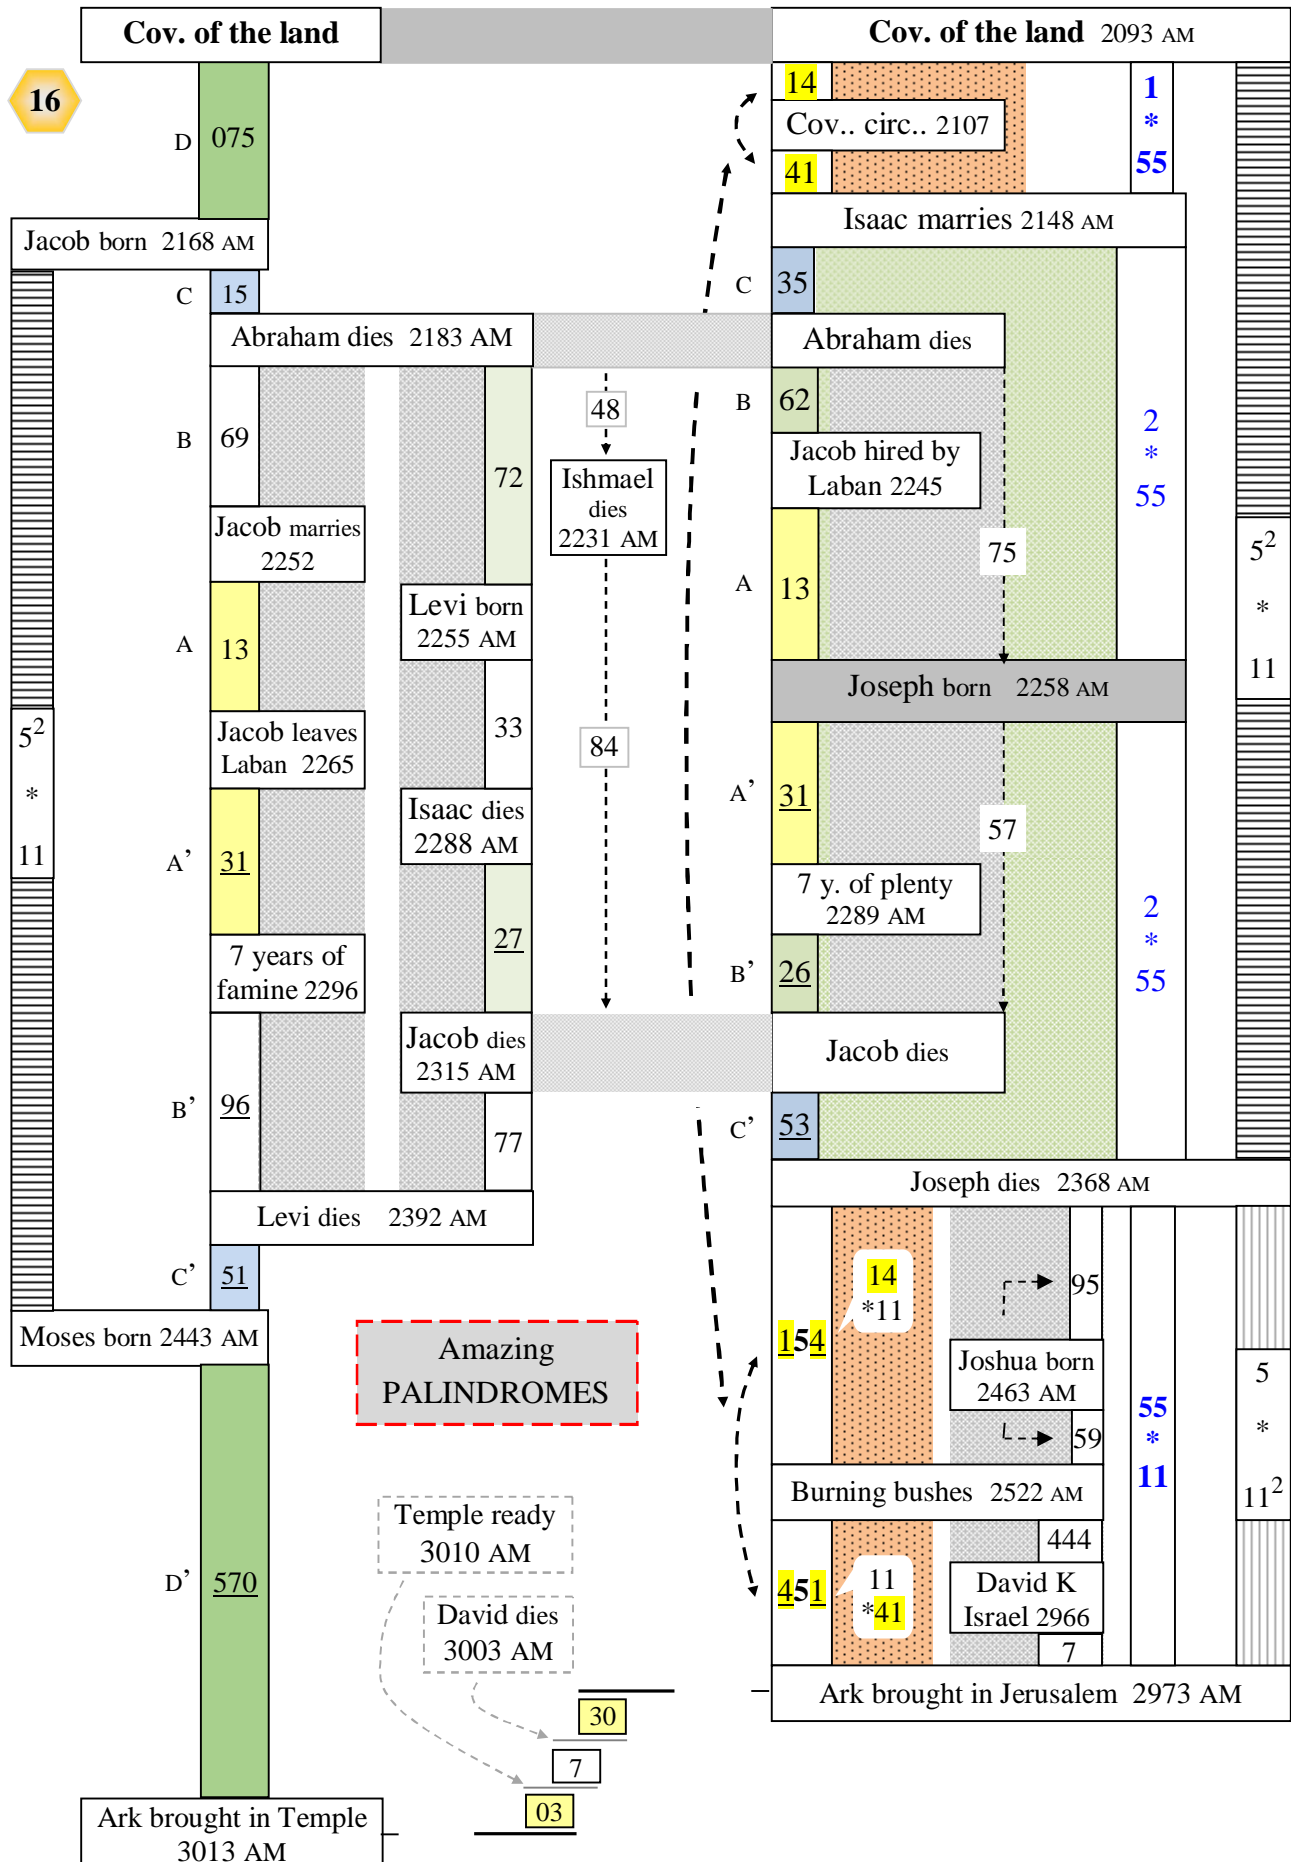 Cov. of the land
16
D
075
Jacob born 2168 AM
C
15
Abraham dies 2183 AM
B
69
72
48
Ishmael
dies
2231 AM
Jacob marries
2252
Levi born
2255 AM
A
13
33
84
5²
*
11
Jacob leaves
Laban 2265
Isaac dies
2288 AM
A’
31
27
7 years of
famine 2296
Jacob dies
2315 AM
B’
96
77
Levi dies 2392 AM
C’
51
Moses born 2443 AM
Amazing
PALINDROMES
D’
570
Temple ready
3010 AM
David dies
3003 AM
30
7
03
Ark brought in Temple
3013 AM
Cov. of the land 2093 AM
14
Cov.. circ.. 2107
41
1
*
55
Isaac marries 2148 AM
C
35
Abraham dies
B
62
Jacob hired by
Laban 2245
2
*
55
75
A
13
5²
*
11
Joseph born 2258 AM
A’
31
57
7 y. of plenty
2289 AM
2
*
55
B’
26
Jacob dies
C’
53
Joseph dies 2368 AM
14
*11
95
154
Joshua born
2463 AM
59
55
*
11
5
*
11²
Burning bushes 2522 AM
444
451
11
*41
David K
Israel 2966
7
Ark brought in Jerusalem 2973 AM